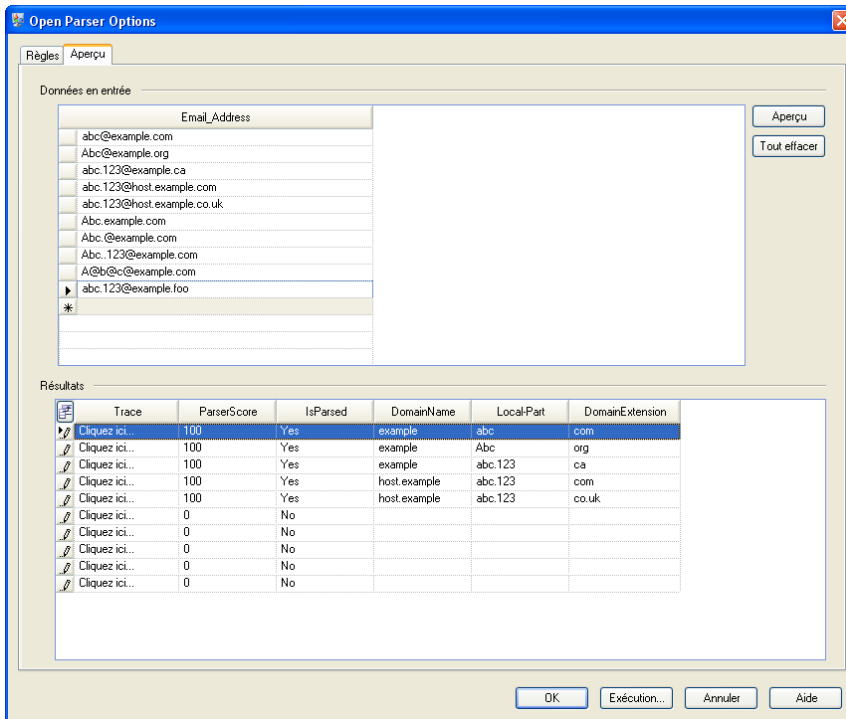 Open Parser Options
Règles Aperçu
Données en entrée
Email_Address
abc@example.com
Abc@example.org
abc.123@example.ca
abc.123@host.example.com
abc.123@host.example.co.uk
Abc.example.com
Abc.@example.com
Abc..123@example.com
A@b@c@example.com
abc.123@example.foo
Aperçu
Tout effacer
Résultats
Trace ParserScore IsParsed DomainName Local-Part DomainExtension
Cliquez ici... 100 Yes example abc com
Cliquez ici... 100 Yes example Abc org
Cliquez ici... 100 Yes example abc.123 ca
Cliquez ici... 100 Yes host.example abc.123 com
Cliquez ici... 100 Yes host.example abc.123 co.uk
Cliquez ici... 0 No
Cliquez ici... 0 No
Cliquez ici... 0 No
Cliquez ici... 0 No
Cliquez ici... 0 No
OK Exécution... Annuler Aide